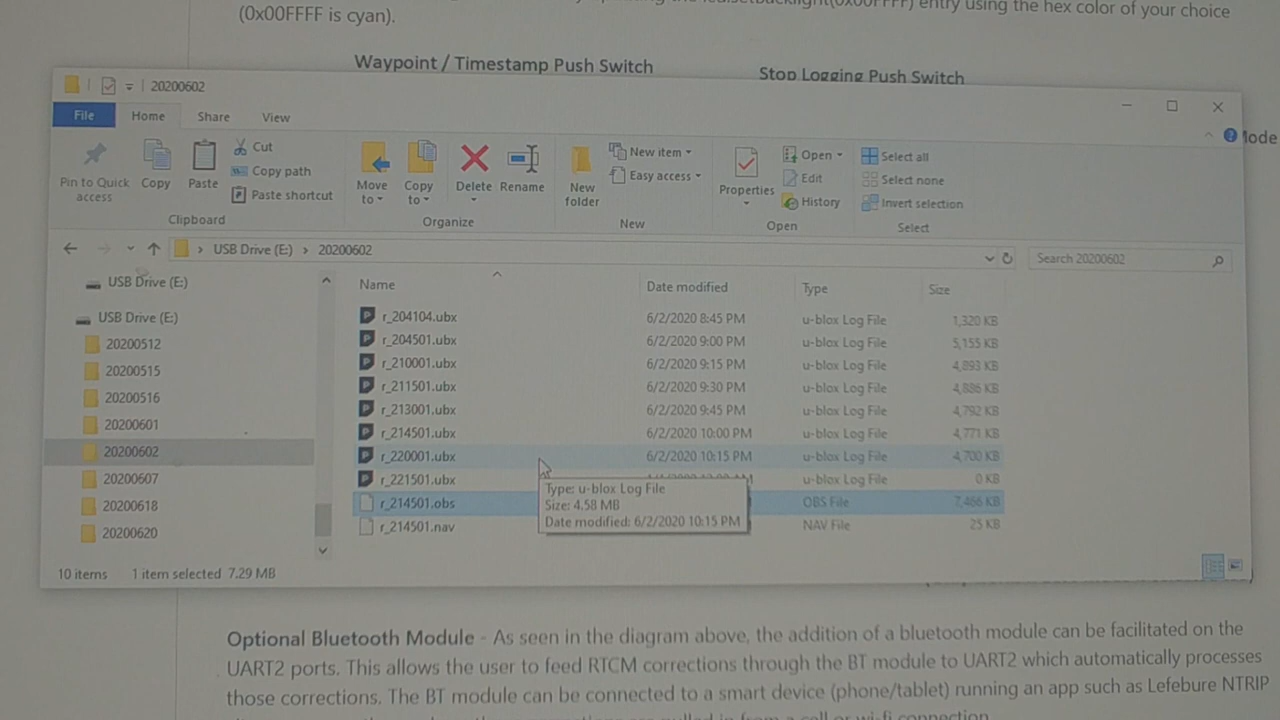 entry using the hex color of your choice
(0x00FFFF is cyan).
Waypoint / Timestamp Push Switch
Stop Logging Push Switch
20200602
File Home Share View
Mode
Pin to Quick access
Copy
Paste
Cut
Copy path
Paste shortcut
Clipboard
Move to
Copy to
Delete
Rename
Organize
New folder
New item
Easy access
New
Properties
Open
Edit
History
Open
Select all
Select none
Invert selection
Select
USB Drive (E:) > 20200602
Search 20200602
USB Drive (E:)
USB Drive (E:)
20200512
20200515
20200516
20200601
20200602
20200607
20200618
20200620
Name Date modified Type Size
r_204104.ubx 6/2/2020 8:45 PM u-blox Log File 1,320 KB
r_204501.ubx 6/2/2020 9:00 PM u-blox Log File 5,155 KB
r_210001.ubx 6/2/2020 9:15 PM u-blox Log File 4,893 KB
r_211501.ubx 6/2/2020 9:30 PM u-blox Log File 4,886 KB
r_213001.ubx 6/2/2020 9:45 PM u-blox Log File 4,792 KB
r_214501.ubx 6/2/2020 10:00 PM u-blox Log File 4,771 KB
r_220001.ubx 6/2/2020 10:15 PM u-blox Log File 4,700 KB
r_221501.ubx u-blox Log File 0 KB
r_214501.obs OBS File 7,466 KB
r_214501.nav NAV File 25 KB
Type: u-blox Log File
Size: 4.58 MB
Date modified: 6/2/2020 10:15 PM
10 items 1 item selected 7.29 MB
Optional Bluetooth Module - As seen in the diagram above, the addition of a bluetooth module can be facilitated on the
UART2 ports. This allows the user to feed RTCM corrections through the BT module to UART2 which automatically processes
those corrections. The BT module can be connected to a smart device (phone/tablet) running an app such as Lefebure NTRIP